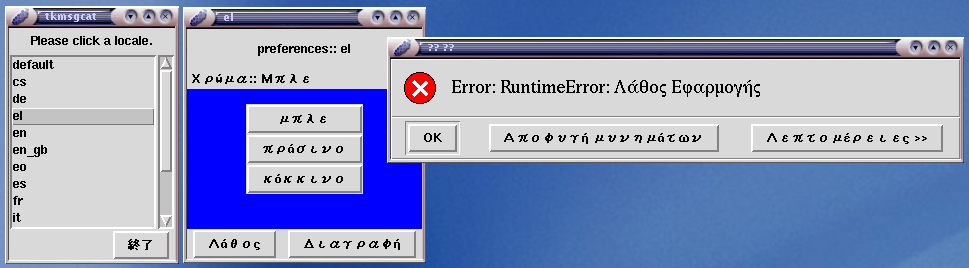 tkmsgcat
Please click a locale.
default
cs
de
el
en
en_gb
eo
es
fr
it
終了
el
preferences:: el
Χρώμα:: Μπλε
μπλε
πράσινο
κόκκινο
Λάθος
Διαγραφή
?? ??
Error: RuntimeError: Λάθος Εφαρμογής
OK
Αποφυγή μυνημάτων
Λεπτομέρειες >>